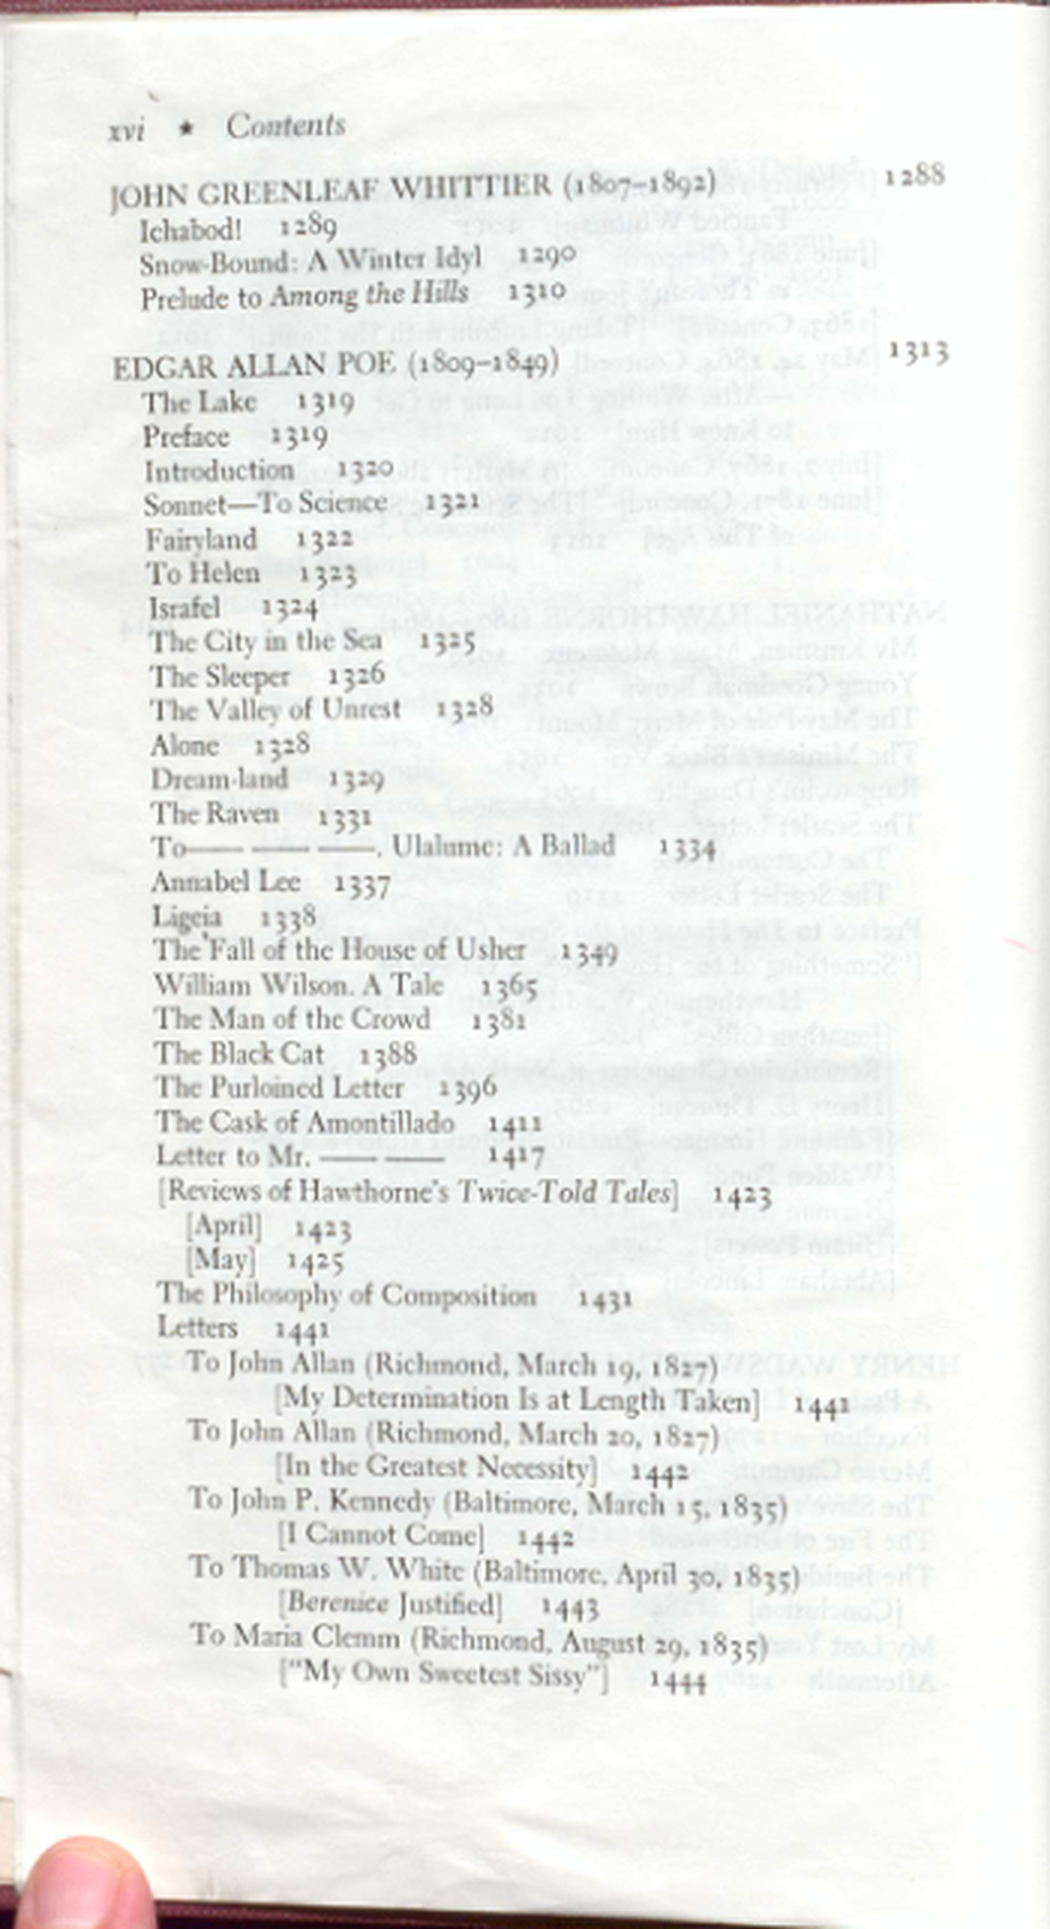 xvi ★ Contents
JOHN GREENLEAF WHITTIER (1807–1892) 1288
Ichabod! 1289
Snow-Bound: A Winter Idyl 1290
Prelude to Among the Hills 1310
EDGAR ALLAN POE (1809–1849) 1313
The Lake 1319
Preface 1319
Introduction 1320
Sonnet—To Science 1321
Fairyland 1322
To Helen 1323
Israfel 1324
The City in the Sea 1325
The Sleeper 1326
The Valley of Unrest 1328
Alone 1328
Dream-land 1329
The Raven 1331
To—— —— ——. Ulalume: A Ballad 1334
Annabel Lee 1337
Ligeia 1338
The Fall of the House of Usher 1349
William Wilson. A Tale 1365
The Man of the Crowd 1381
The Black Cat 1388
The Purloined Letter 1396
The Cask of Amontillado 1411
Letter to Mr. —— —— 1417
[Reviews of Hawthorne's Twice-Told Tales] 1423
[April] 1423
[May] 1425
The Philosophy of Composition 1431
Letters 1441
To John Allan (Richmond, March 19, 1827)
[My Determination Is at Length Taken] 1441
To John Allan (Richmond, March 20, 1827)
[In the Greatest Necessity] 1442
To John P. Kennedy (Baltimore, March 15, 1835)
[I Cannot Come] 1442
To Thomas W. White (Baltimore, April 30, 1835)
[Berenice Justified] 1443
To Maria Clemm (Richmond, August 29, 1835)
["My Own Sweetest Sissy"] 1444